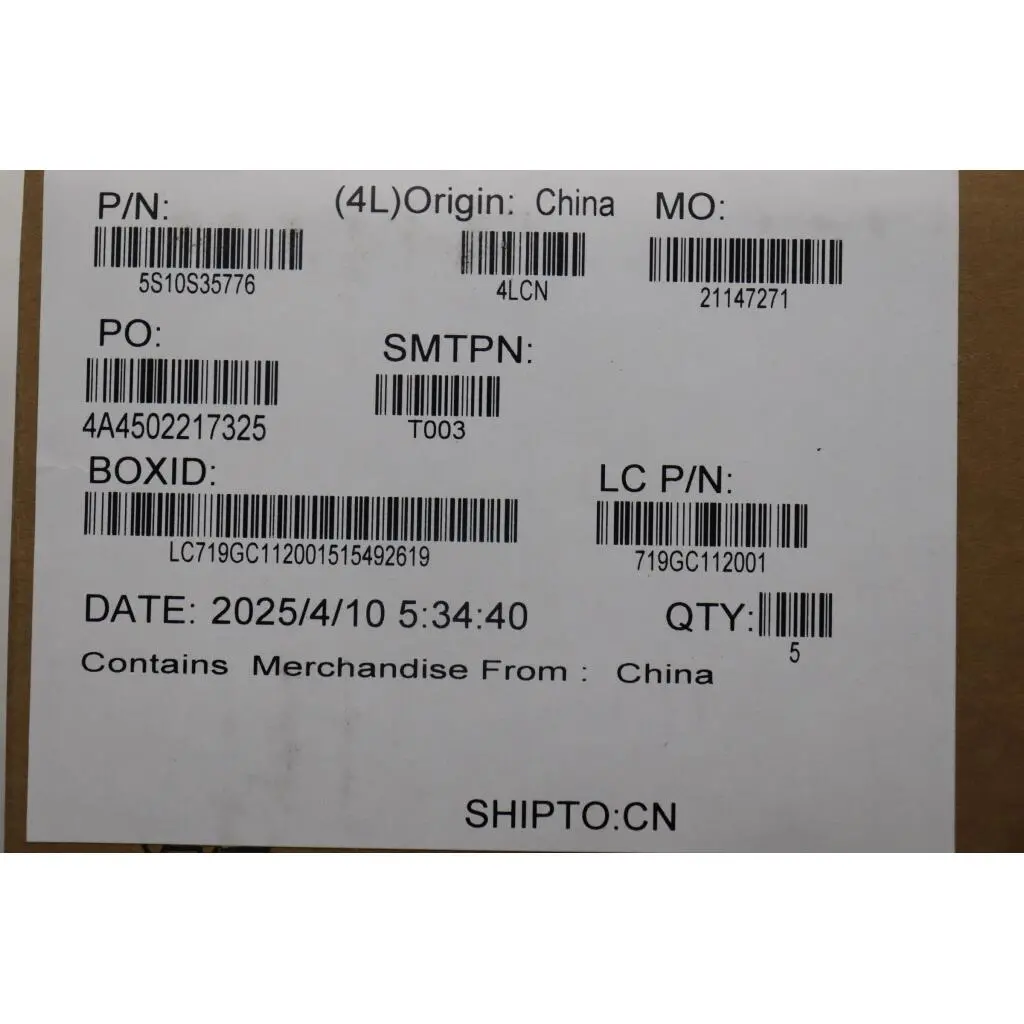 P/N: (4L)Origin: China MO:
5S10S35776 4LCN 21147271
PO: SMTPN:
4A4502217325 T003
BOXID: LC P/N:
LC719GC112001515492619 719GC112001
DATE: 2025/4/10 5:34:40 QTY:
5
Contains Merchandise From : China
SHIPTO:CN